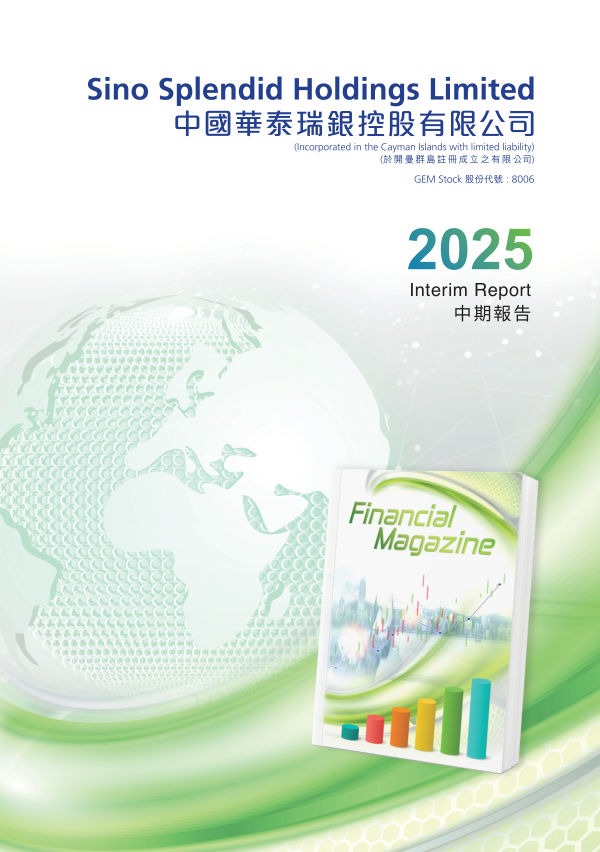 Sino Splendid Holdings Limited
中國華泰瑞銀控股有限公司
(Incorporated in the Cayman Islands with limited liability)
(於開曼群島註冊成立之有限公司)
GEM Stock 股份代號 : 8006
2025
Interim Report
中期報告
Financial
Magazine